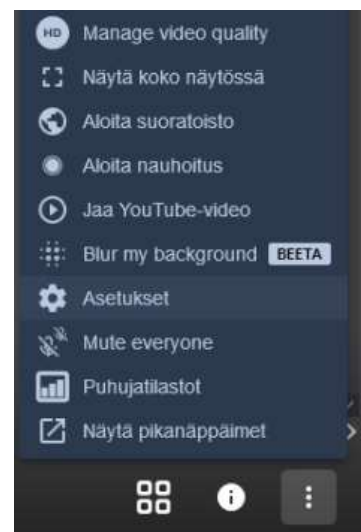 HD Manage video quality
Näytä koko näytössä
Aloita suoratoisto
Aloita nauhoitus
Jaa YouTube-video
Blur my background BEETA
Asetukset
Mute everyone
Puhujatilastot
Näytä pikanäppäimet